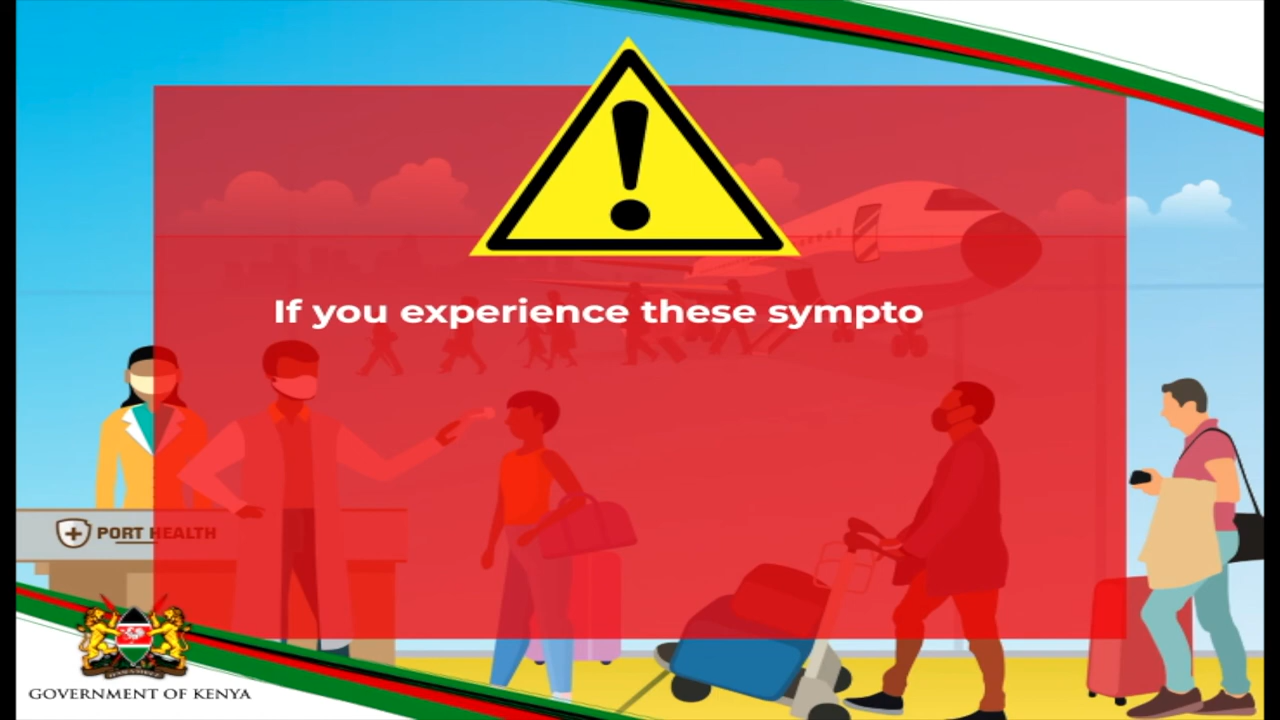 If you experience these sympto
PORT HEALTH
GOVERNMENT OF KENYA